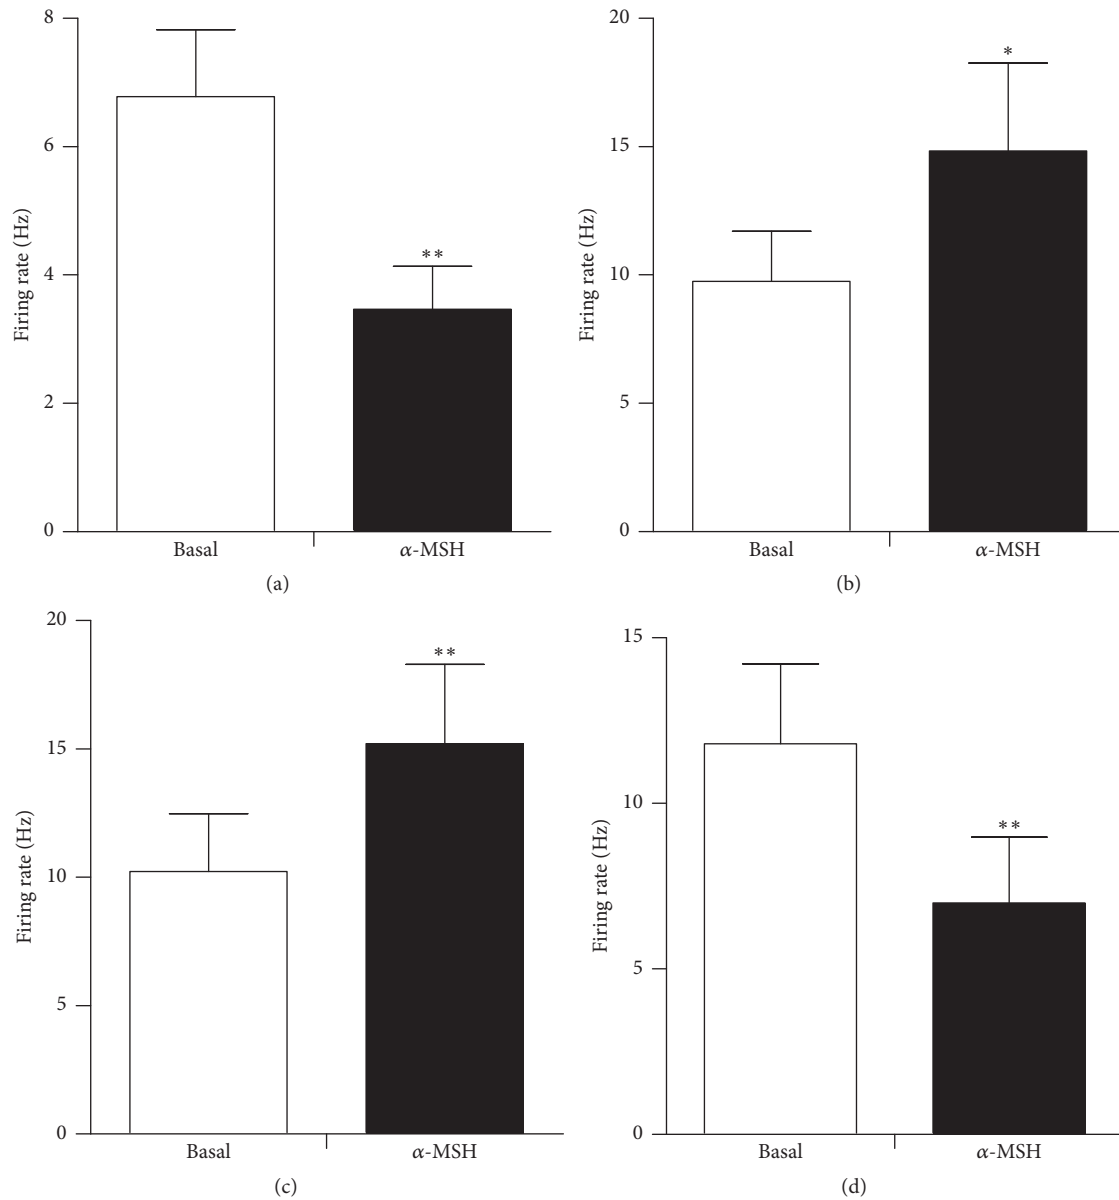 8
6
4
2
0
Firing rate (Hz)
**
Basal
α-MSH
(a)
20
15
10
5
0
Firing rate (Hz)
*
Basal
α-MSH
(b)
20
15
10
5
0
Firing rate (Hz)
**
Basal
α-MSH
(c)
15
10
5
0
Firing rate (Hz)
**
Basal
α-MSH
(d)